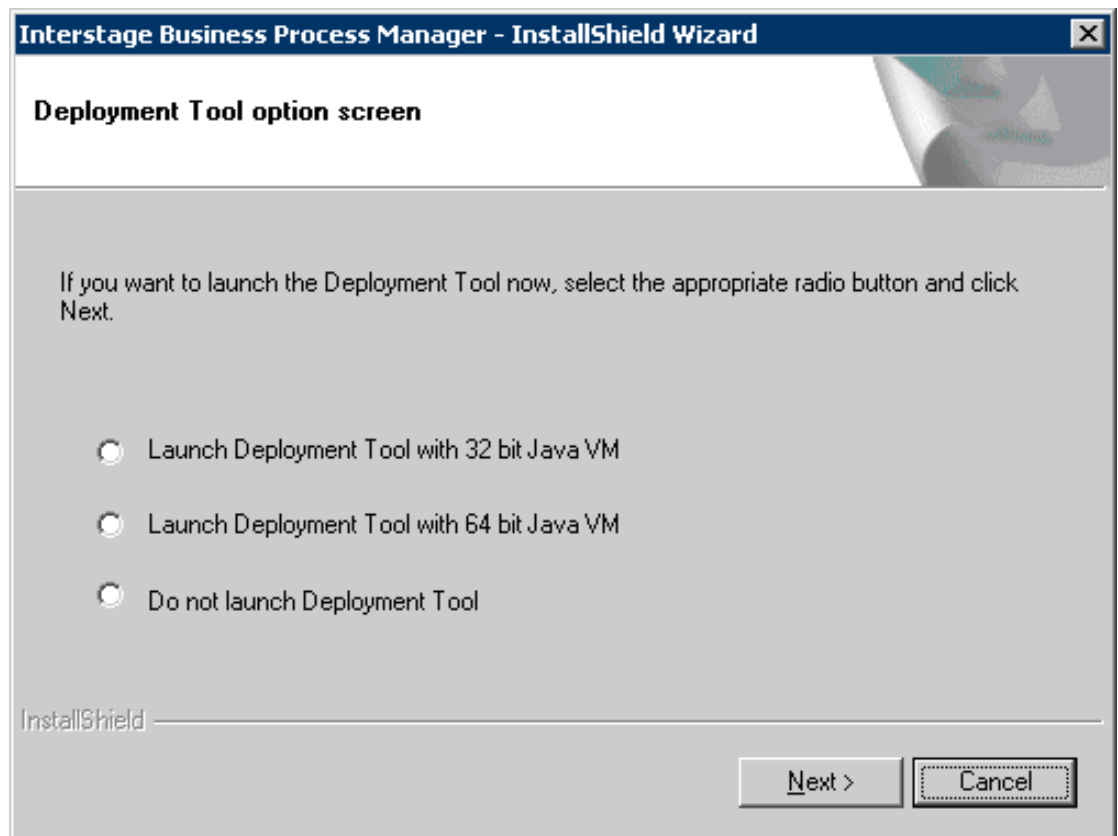 Interstage Business Process Manager - InstallShield Wizard
Deployment Tool option screen
If you want to launch the Deployment Tool now, select the appropriate radio button and click
Next.
Launch Deployment Tool with 32 bit Java VM
Launch Deployment Tool with 64 bit Java VM
Do not launch Deployment Tool
InstallShield
Next >
Cancel